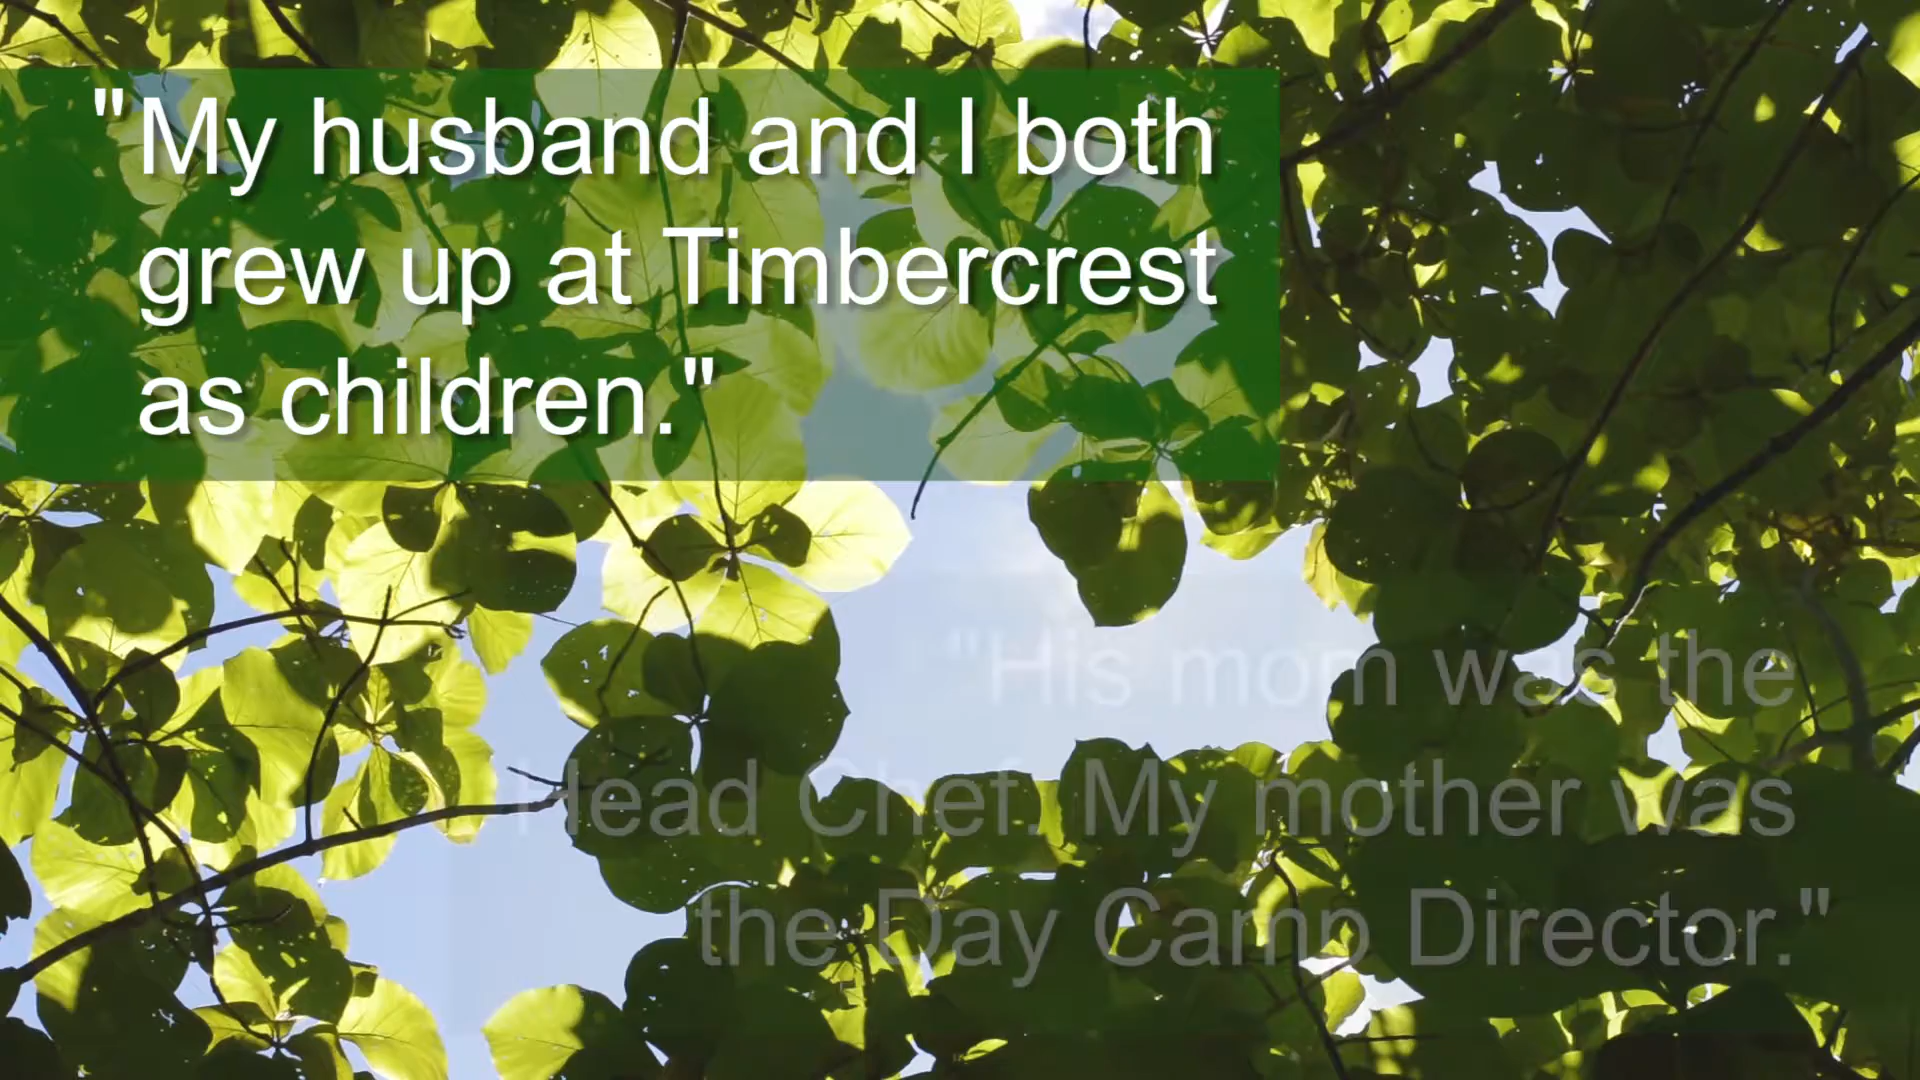 "My husband and I both
grew up at Timbercrest
as children."
"His mom was the
Head Chef. My mother was
the Day Camp Director."